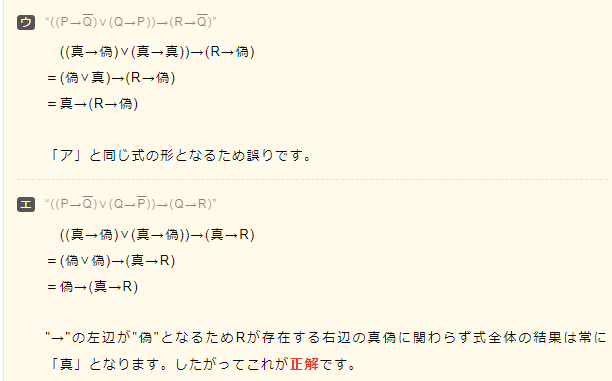 ウ “((P→Q̅)∨(Q→P))→(R→Q̅)”
((真→偽)∨(真→真))→(R→偽)
＝(偽∨真)→(R→偽)
＝真→(R→偽)
「ア」と同じ式の形となるため誤りです。
エ “((P→Q̅)∨(Q→P̅))→(Q→R)”
((真→偽)∨(真→偽))→(真→R)
＝(偽∨偽)→(真→R)
＝偽→(真→R)
"→"の左辺が"偽"となるためRが存在する右辺の真偽に関わらず式全体の結果は常に
「真」となります。したがってこれが正解です。